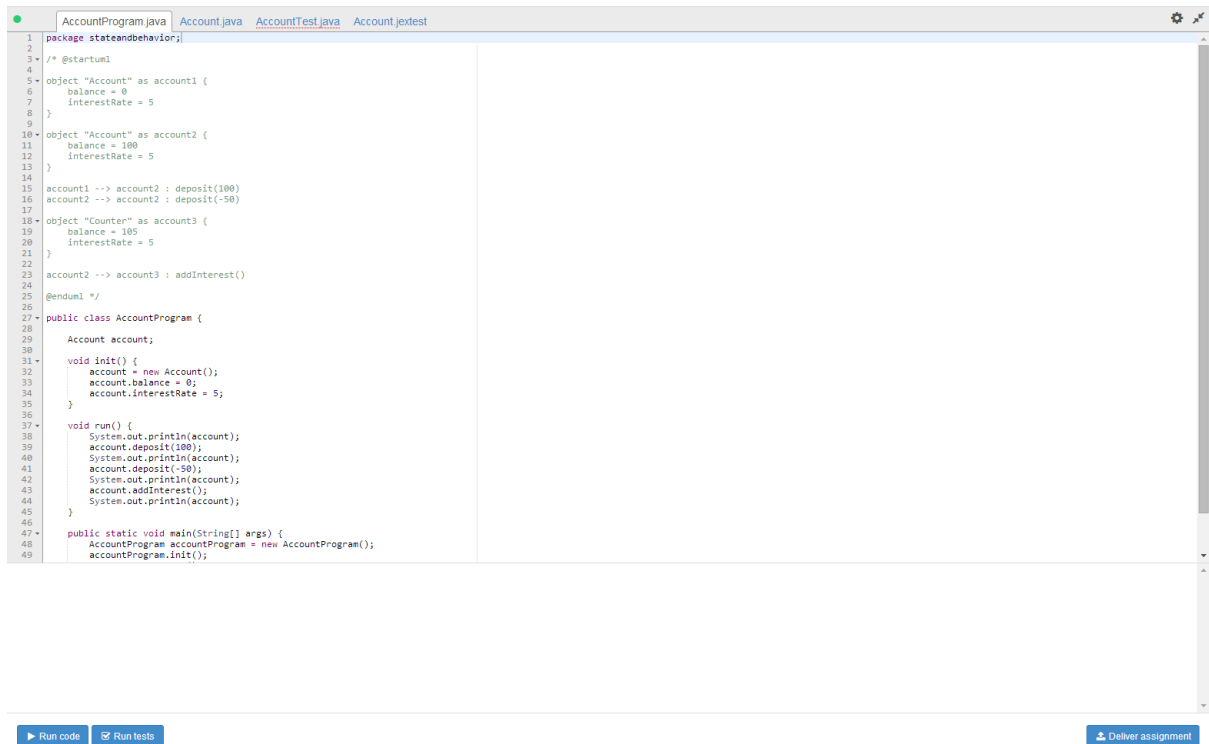 AccountProgram.java Account.java AccountTest.java Account.jextest
1 package stateandbehavior;
2
3 /* @startuml
4
5 object "Account" as account1 {
6     balance = 0
7     interestRate = 5
8 }
9
10 object "Account" as account2 {
11     balance = 100
12     interestRate = 5
13 }
14
15 account1 --> account2 : deposit(100)
16 account2 --> account2 : deposit(-50)
17
18 object "Counter" as account3 {
19     balance = 105
20     interestRate = 5
21 }
22
23 account2 --> account3 : addInterest()
24
25 @enduml */
26
27 public class AccountProgram {
28
29     Account account;
30
31     void init() {
32         account = new Account();
33         account.balance = 0;
34         account.interestRate = 5;
35     }
36
37     void run() {
38         System.out.println(account);
39         account.deposit(100);
40         System.out.println(account);
41         account.deposit(-50);
42         System.out.println(account);
43         account.addInterest();
44         System.out.println(account);
45     }
46
47     public static void main(String[] args) {
48         AccountProgram accountProgram = new AccountProgram();
49         accountProgram.init();
Run code Run tests Deliver assignment